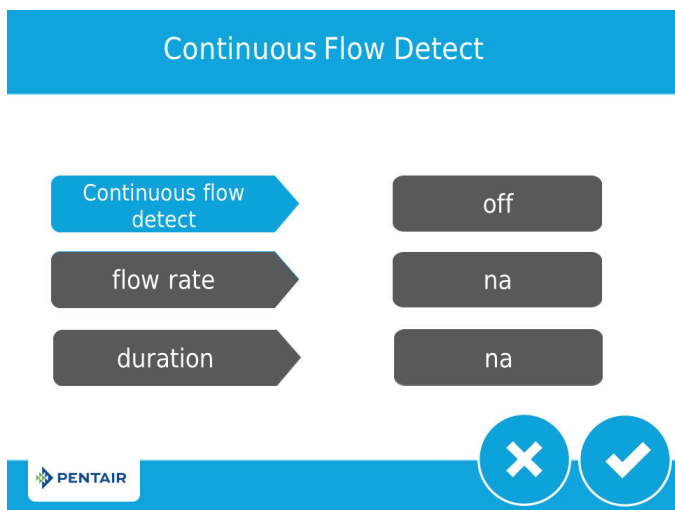 Continuous Flow Detect
Continuous flow
detect
off
flow rate
na
duration
na
PENTAIR